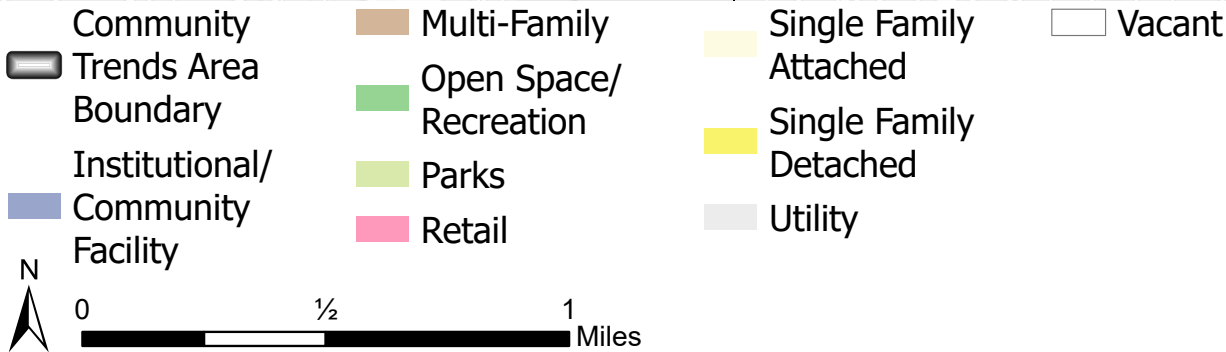 Community
Trends Area
Boundary
Institutional/
Community
Facility
Multi-Family
Open Space/
Recreation
Parks
Retail
Single Family
Attached
Single Family
Detached
Utility
Vacant
N
0 ½ 1
Miles